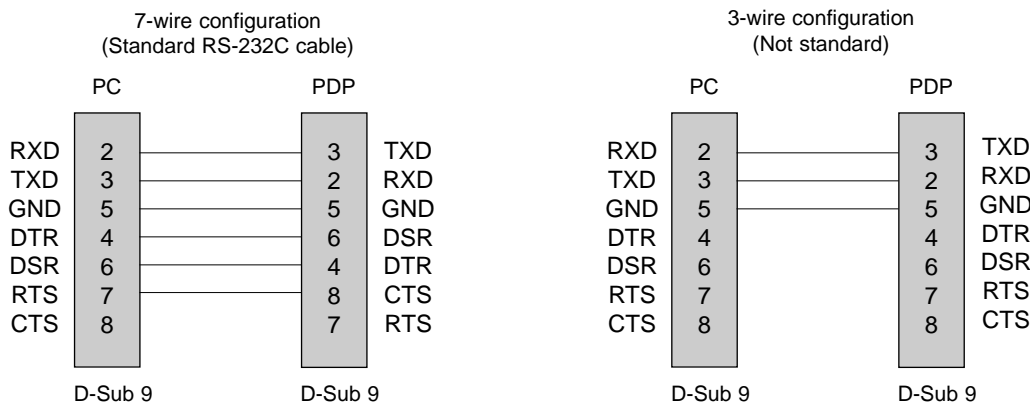 7-wire configuration
(Standard RS-232C cable)
PC PDP
RXD 2 3 TXD
TXD 3 2 RXD
GND 5 5 GND
DTR 4 6 DSR
DSR 6 4 DTR
RTS 7 8 CTS
CTS 8 7 RTS
D-Sub 9 D-Sub 9
3-wire configuration
(Not standard)
PC PDP
RXD 2 3 TXD
TXD 3 2 RXD
GND 5 5 GND
DTR 4 4 DTR
DSR 6 6 DSR
RTS 7 7 RTS
CTS 8 8 CTS
D-Sub 9 D-Sub 9